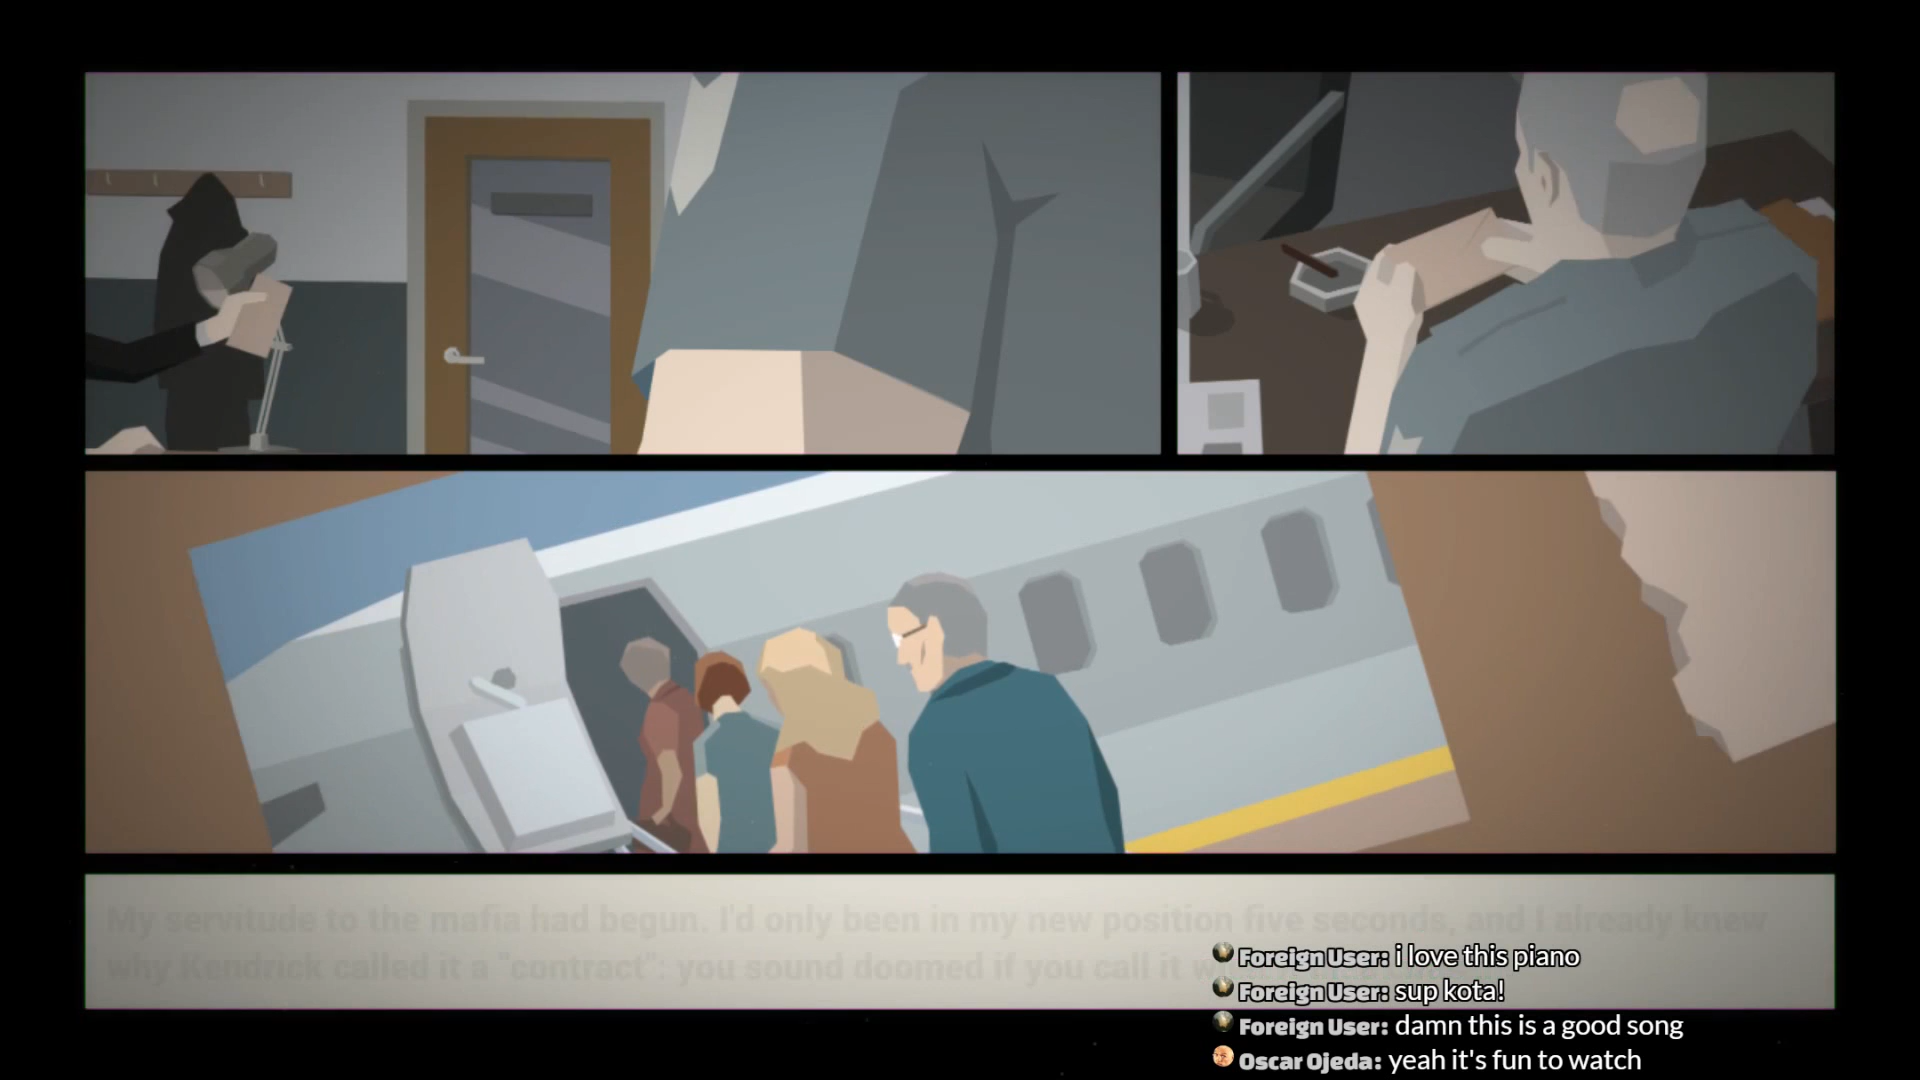 My servitude to the mafia had begun. I'd only been in my new position five seconds, and I already knew
why Kendrick called it a "contract": you sound doomed if you call it
Foreign User: i love this piano
Foreign User: sup kota!
Foreign User: damn this is a good song
Oscar Ojeda: yeah it's fun to watch